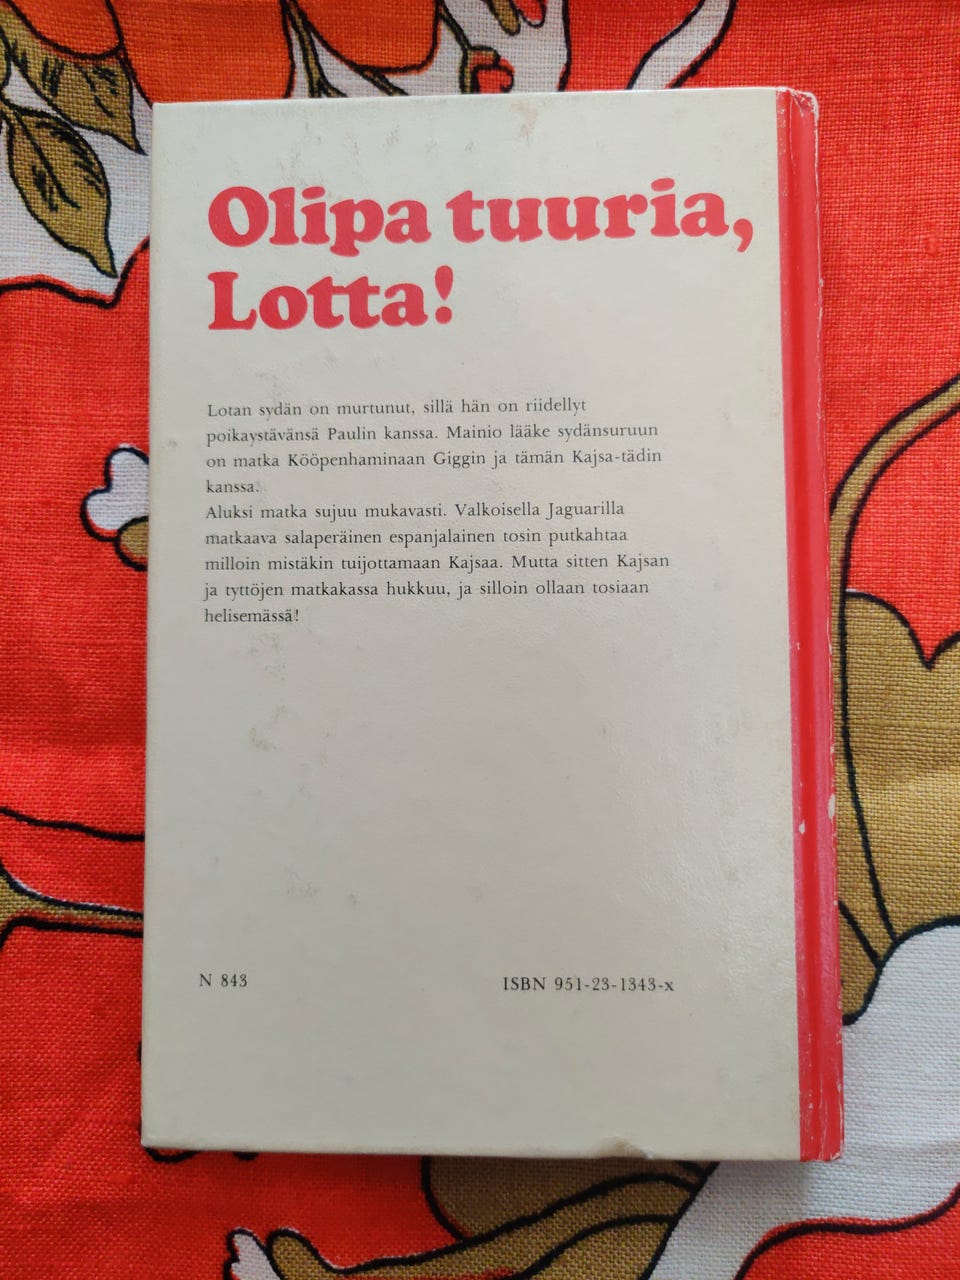 Olipa tuuria,
Lotta!
Lotan sydän on murtunut, sillä hän on riidellyt
poikaystävänsä Paulin kanssa. Mainio lääke sydänsuruun
on matka Kööpenhaminaan Giggin ja tämän Kajsa-tädin
kanssa.
Aluksi matka sujuu mukavasti. Valkoisella Jaguarilla
matkaava salaperäinen espanjalainen tosin putkahtaa
milloin mistäkin tuijottamaan Kajsaa. Mutta sitten Kajsan
ja tyttöjen matkakassa hukkuu, ja silloin ollaan tosiaan
helisemässä!
N 843
ISBN 951-23-1343-x